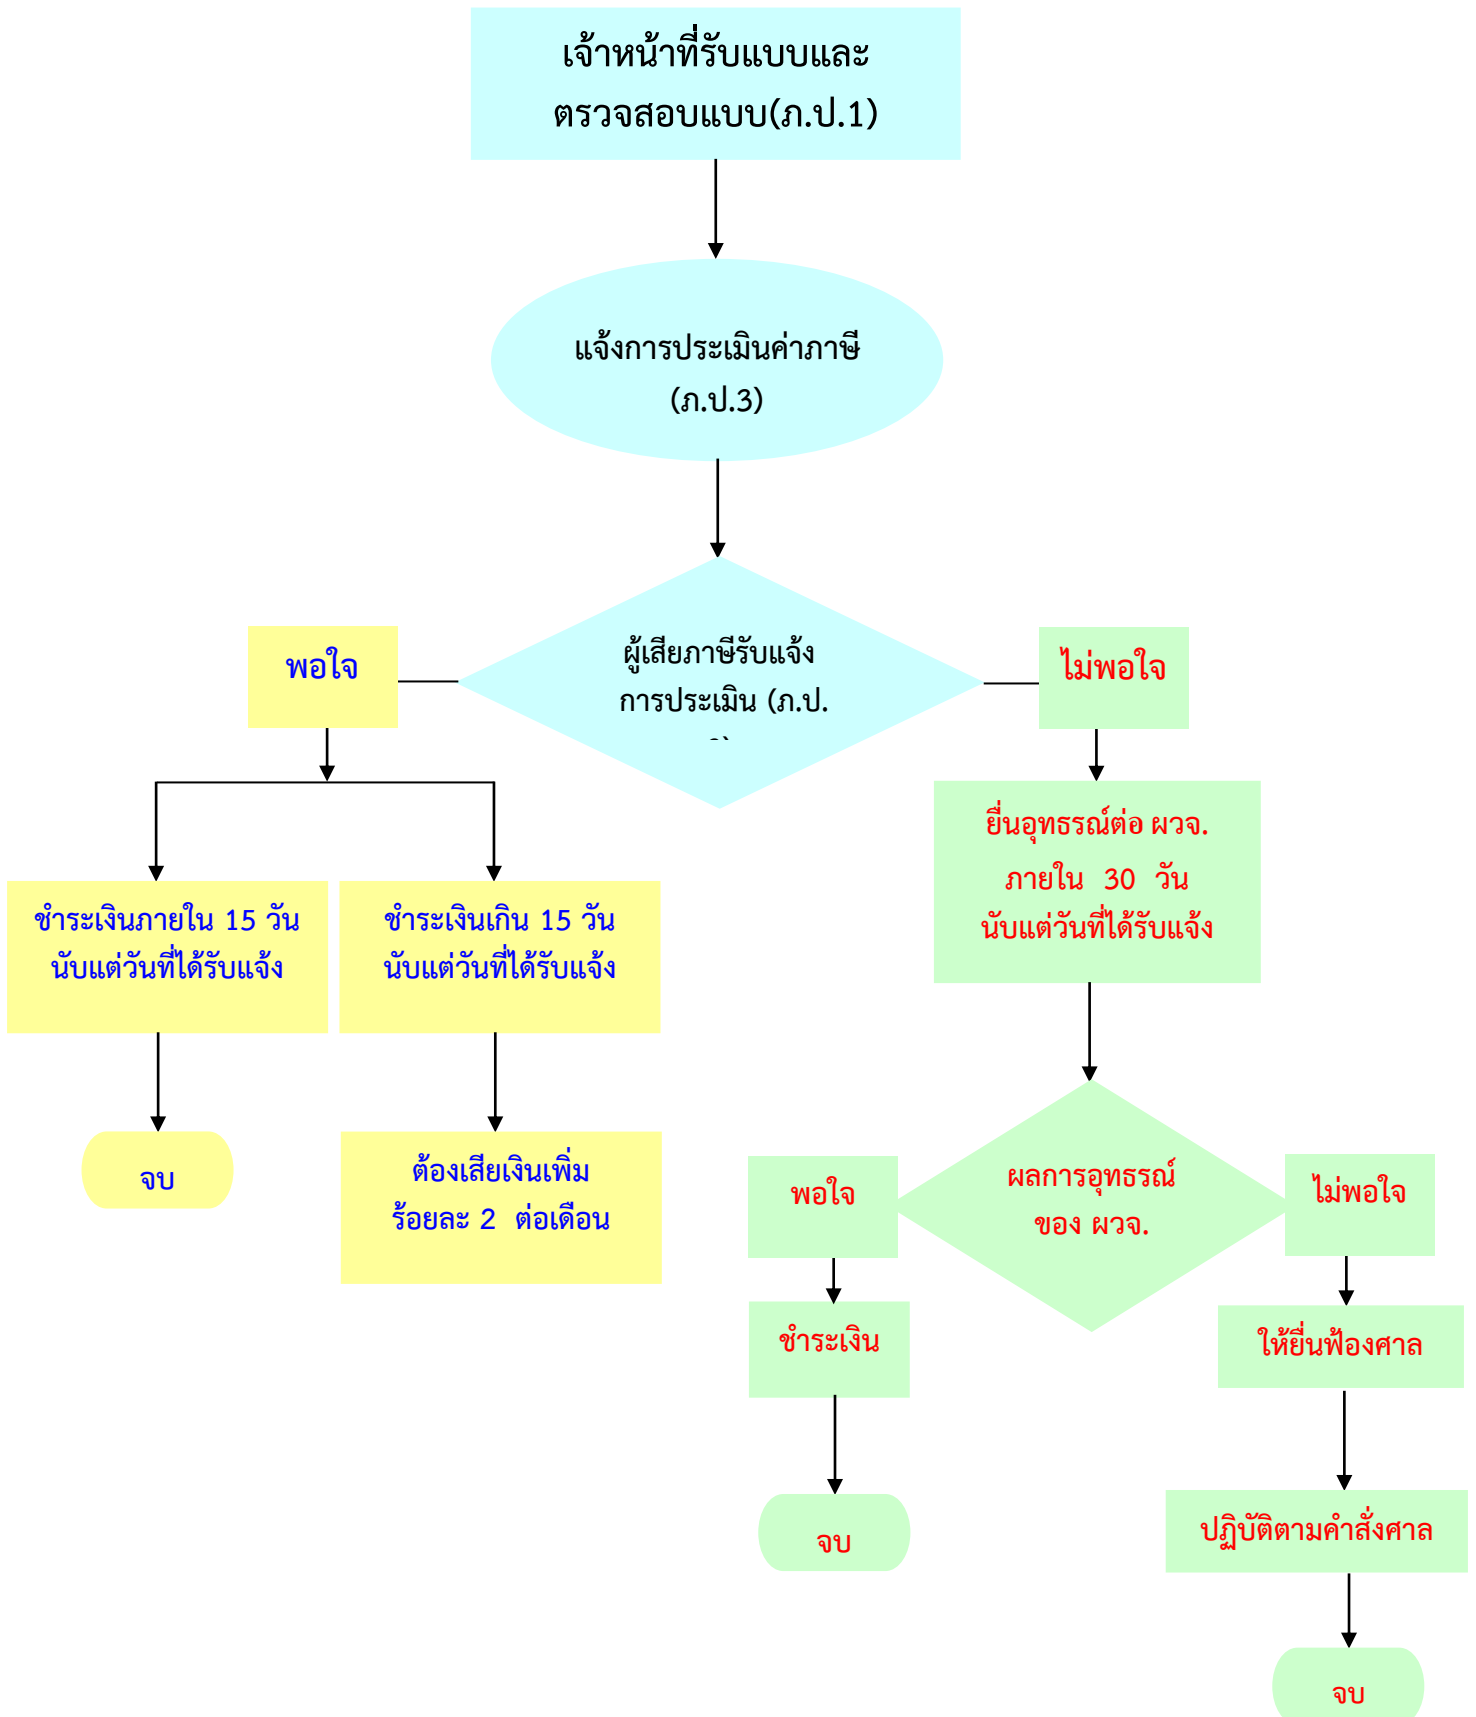 เจ้าหน้าที่รับแบบและ
ตรวจสอบแบบ(ภ.ป.1)
แจ้งการประเมินค่าภาษี
(ภ.ป.3)
ผู้เสียภาษีรับแจ้ง
การประเมิน (ภ.ป.
พอใจ
ไม่พอใจ
ชำระเงินภายใน 15 วัน
นับแต่วันที่ได้รับแจ้ง
ชำระเงินเกิน 15 วัน
นับแต่วันที่ได้รับแจ้ง
ยื่นอุทธรณ์ต่อ ผวจ.
ภายใน 30 วัน
นับแต่วันที่ได้รับแจ้ง
จบ
ต้องเสียเงินเพิ่ม
ร้อยละ 2 ต่อเดือน
พอใจ
ผลการอุทธรณ์
ของ ผวจ.
ไม่พอใจ
ชำระเงิน
ให้ยื่นฟ้องศาล
จบ
ปฏิบัติตามคำสั่งศาล
จบ